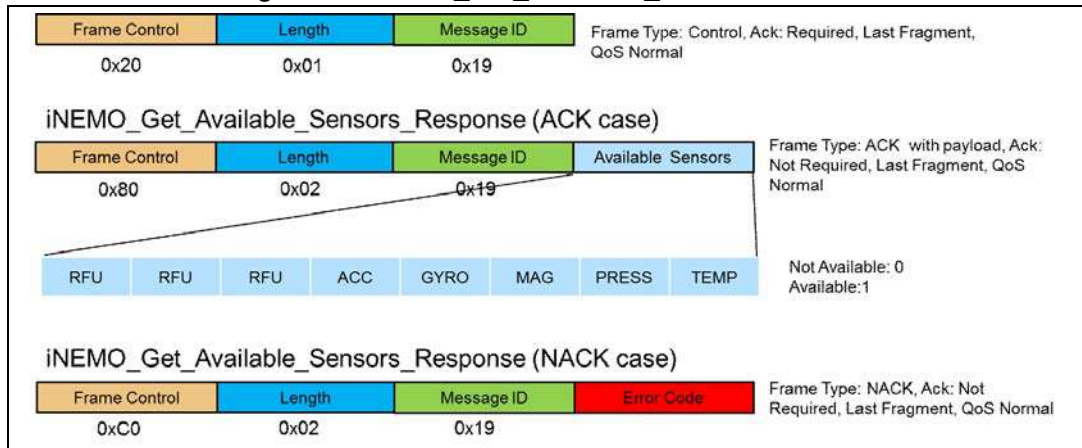 Frame Control Length Message ID
Frame Type: Control, Ack: Required, Last Fragment,
QoS Normal
0x20 0x01 0x19
iNEMO_Get_Available_Sensors_Response (ACK case)
Frame Control Length Message ID Available Sensors
Frame Type: ACK with payload, Ack:
Not Required, Last Fragment, QoS
Normal
0x80 0x02 0x19
RFU RFU RFU ACC GYRO MAG PRESS TEMP
Not Available: 0
Available:1
iNEMO_Get_Available_Sensors_Response (NACK case)
Frame Control Length Message ID Error Code
Frame Type: NACK, Ack: Not
Required, Last Fragment, QoS Normal
0xC0 0x02 0x19